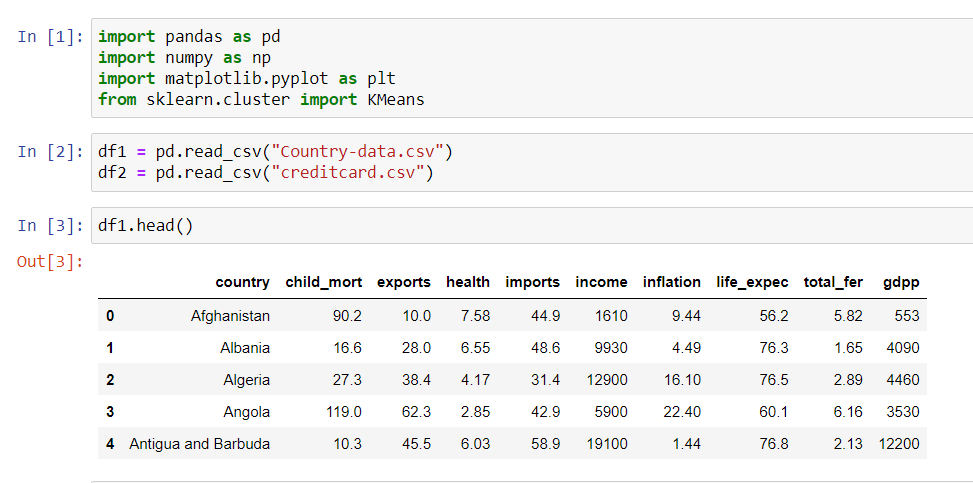 In [1]: import pandas as pd
import numpy as np
import matplotlib.pyplot as plt
from sklearn.cluster import KMeans
In [2]: df1 = pd.read_csv("Country-data.csv")
df2 = pd.read_csv("creditcard.csv")
In [3]: df1.head()
Out[3]:
country child_mort exports health imports income inflation life_expec total_fer gdpp
0 Afghanistan 90.2 10.0 7.58 44.9 1610 9.44 56.2 5.82 553
1 Albania 16.6 28.0 6.55 48.6 9930 4.49 76.3 1.65 4090
2 Algeria 27.3 38.4 4.17 31.4 12900 16.10 76.5 2.89 4460
3 Angola 119.0 62.3 2.85 42.9 5900 22.40 60.1 6.16 3530
4 Antigua and Barbuda 10.3 45.5 6.03 58.9 19100 1.44 76.8 2.13 12200